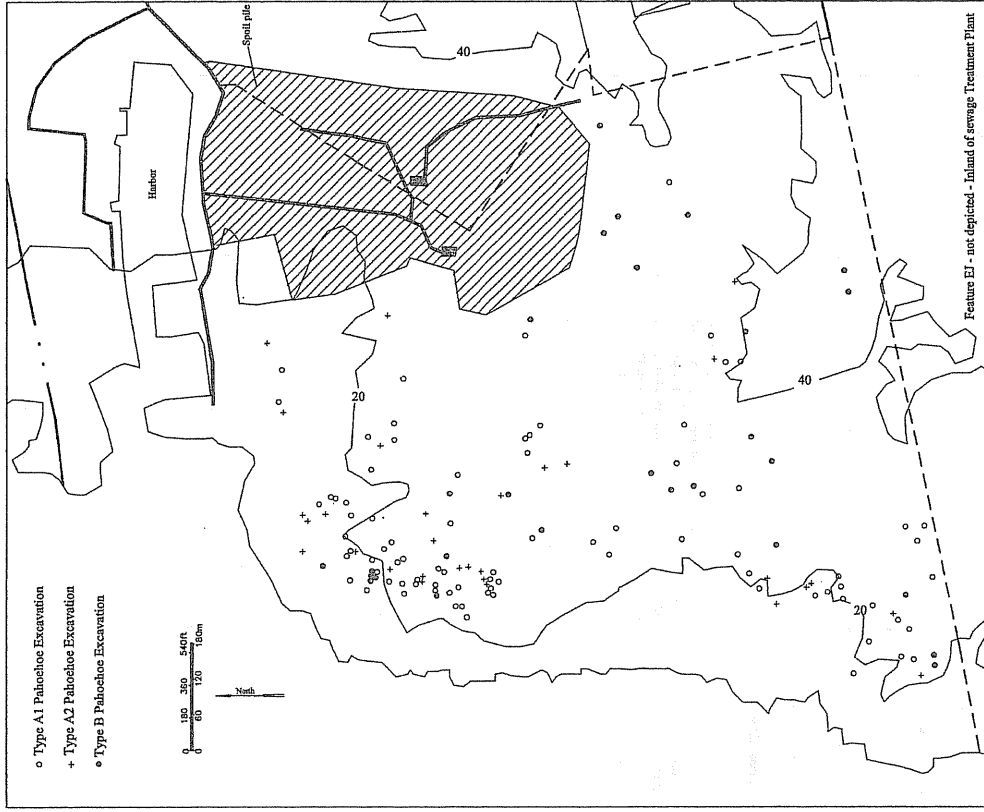 ○ Type A1 Pahoehoe Excavation
+ Type A2 Pahoehoe Excavation
● Type B Pahoehoe Excavation
0 180 360 540ft
0 60 120 180m
North
Harbor
Spoil pile
40
20
40
20
Feature EJ - not depicted - Inland of sewage Treatment Plant